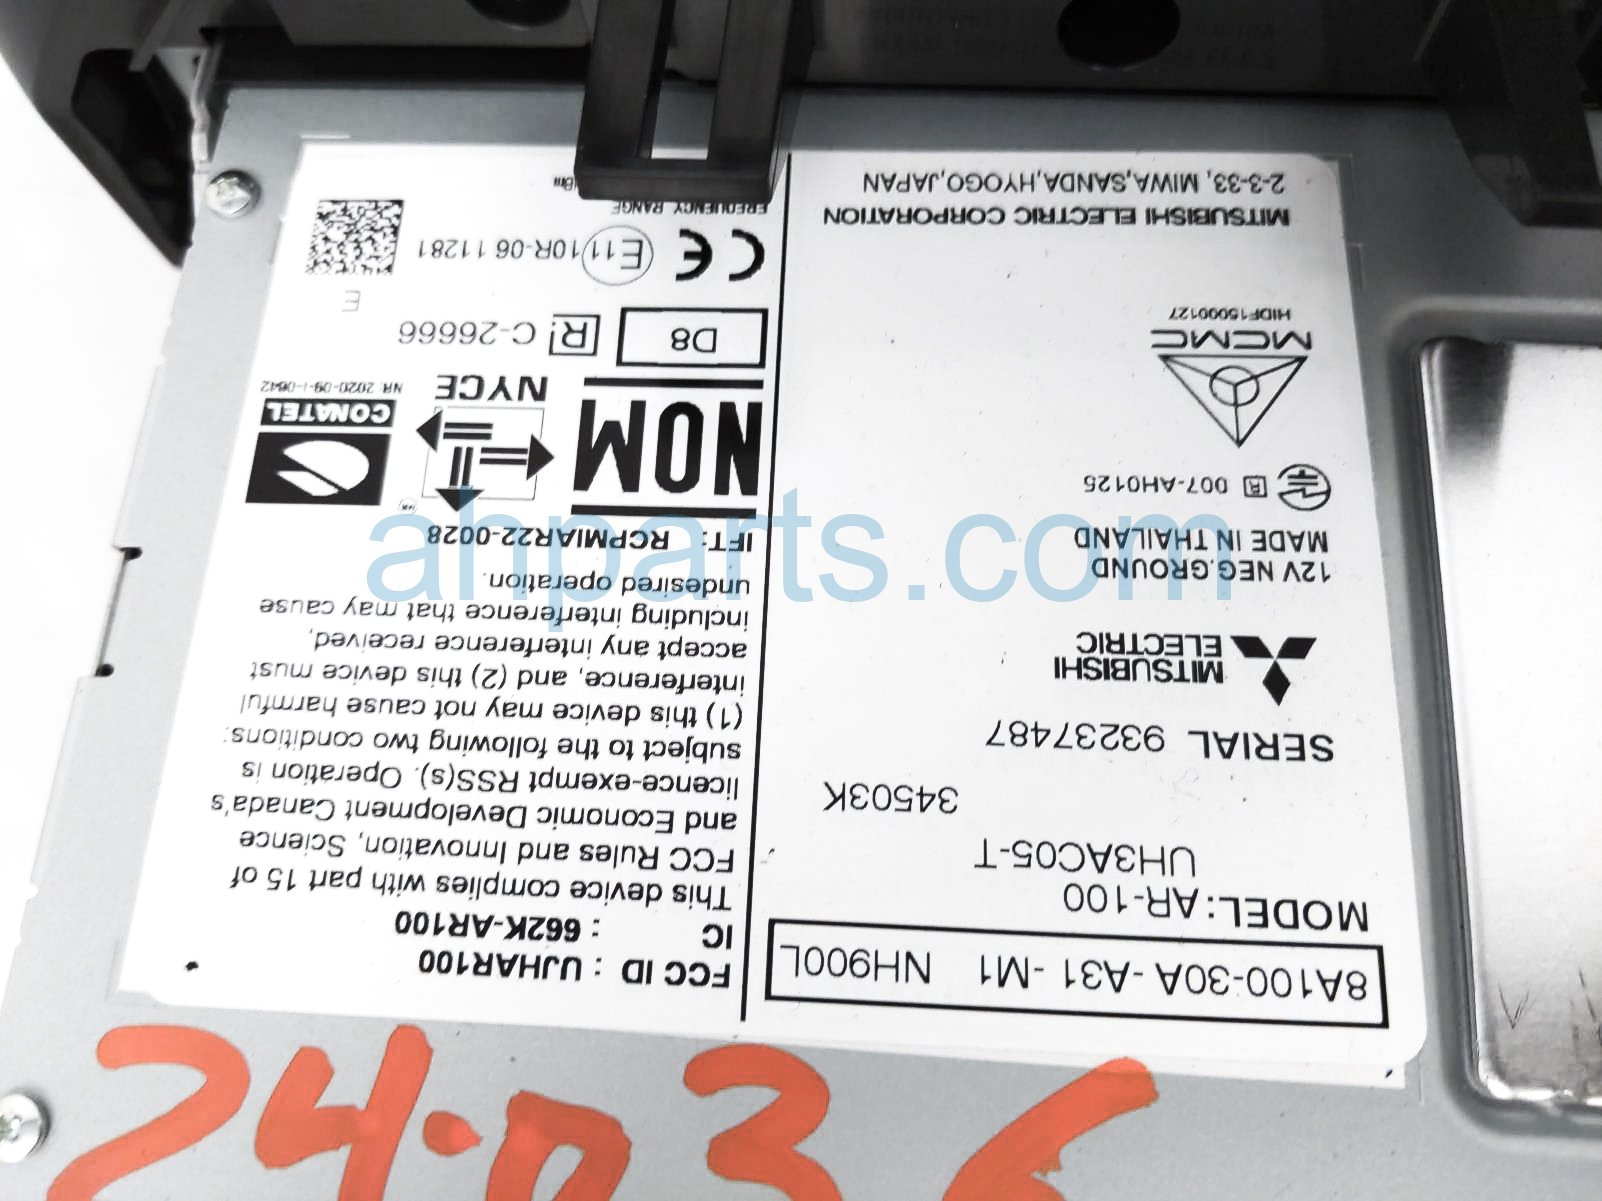 8A100-30A-A31-M1 NH900L
MODEL: AR-100
UH3AC05-T
34503K
SERIAL 93237487
MITSUBISHI
ELECTRIC
12V NEG.GROUND
MADE IN THAILAND
R 007-AH0125
MCMC
HIDF15000127
MITSUBISHI ELECTRIC CORPORATION
2-3-33, MIWA,SANDA,HYOGO,JAPAN
FCC ID : UJHAR100
IC : 662K-AR100
This device complies with part 15 of
FCC Rules and Innovation, Science
and Economic Development Canada's
licence-exempt RSS(s). Operation is
subject to the following two conditions:
(1) this device may not cause harmful
interference, and (2) this device must
accept any interference received,
including interference that may cause
undesired operation.
IFT: RCPMIAR22-0028
NOM
NYCE
CONATEL
NR: 2020-09-I-0642
D8
R! C-26666
E
CE
E11 10R-06 11281
FREQUENCY RANGE
24.03
ahparts.com